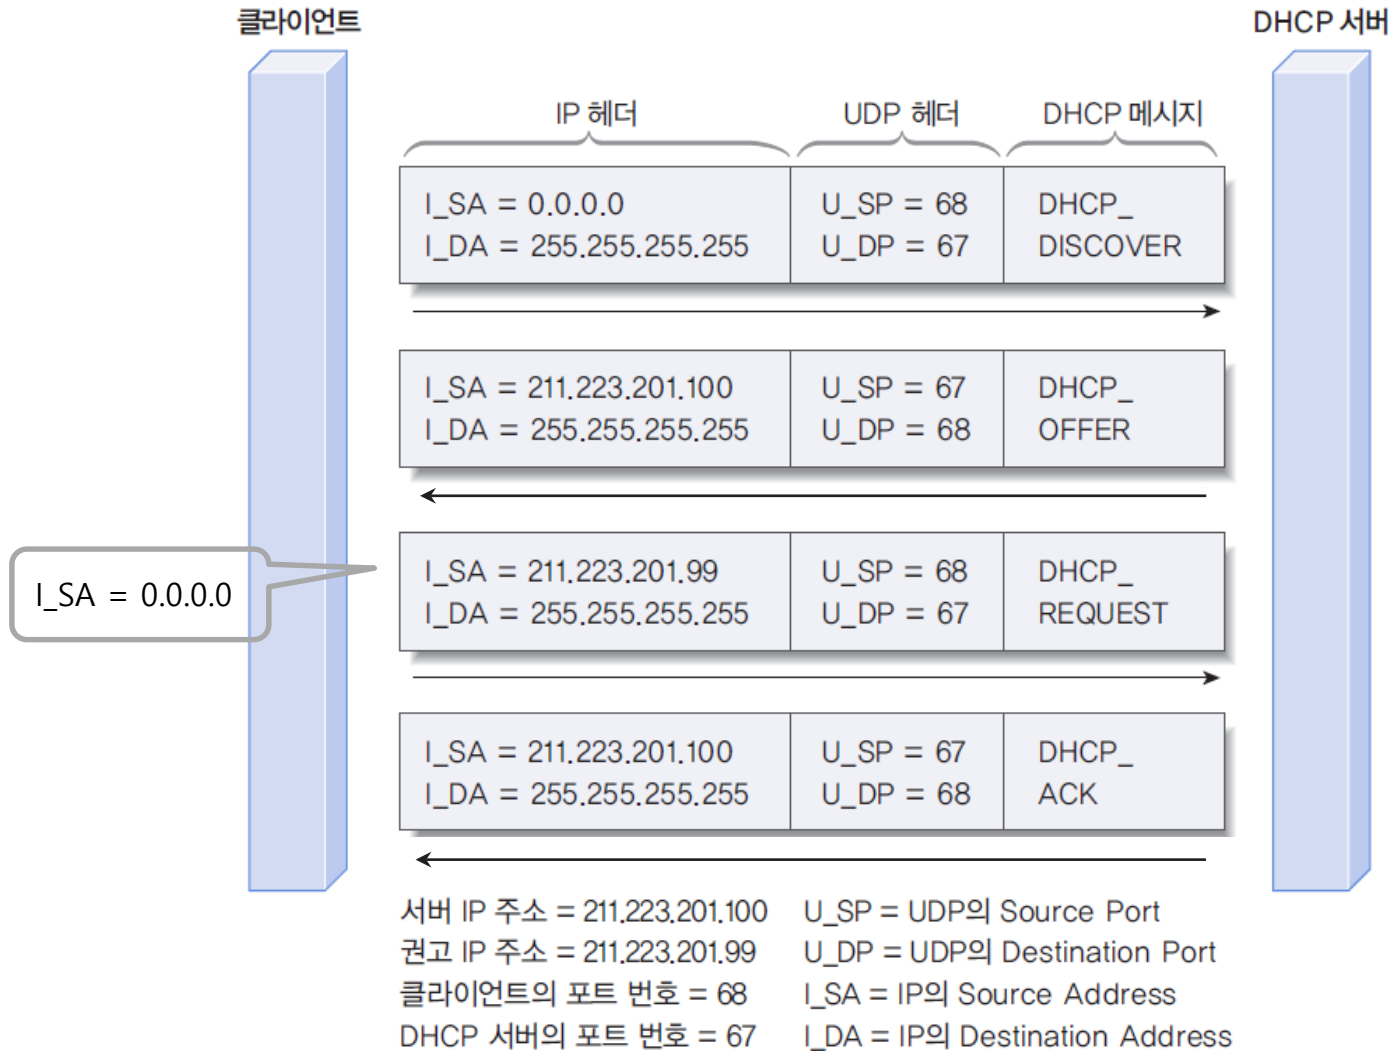 클라이언트
DHCP 서버
IP 헤더
UDP 헤더
DHCP 메시지
I_SA = 0.0.0.0
I_DA = 255.255.255.255
U_SP = 68
U_DP = 67
DHCP_
DISCOVER
I_SA = 211.223.201.100
I_DA = 255.255.255.255
U_SP = 67
U_DP = 68
DHCP_
OFFER
I_SA = 0.0.0.0
I_SA = 211.223.201.99
I_DA = 255.255.255.255
U_SP = 68
U_DP = 67
DHCP_
REQUEST
I_SA = 211.223.201.100
I_DA = 255.255.255.255
U_SP = 67
U_DP = 68
DHCP_
ACK
서버 IP 주소 = 211.223.201.100
권고 IP 주소 = 211.223.201.99
클라이언트의 포트 번호 = 68
DHCP 서버의 포트 번호 = 67
U_SP = UDP의 Source Port
U_DP = UDP의 Destination Port
I_SA = IP의 Source Address
I_DA = IP의 Destination Address